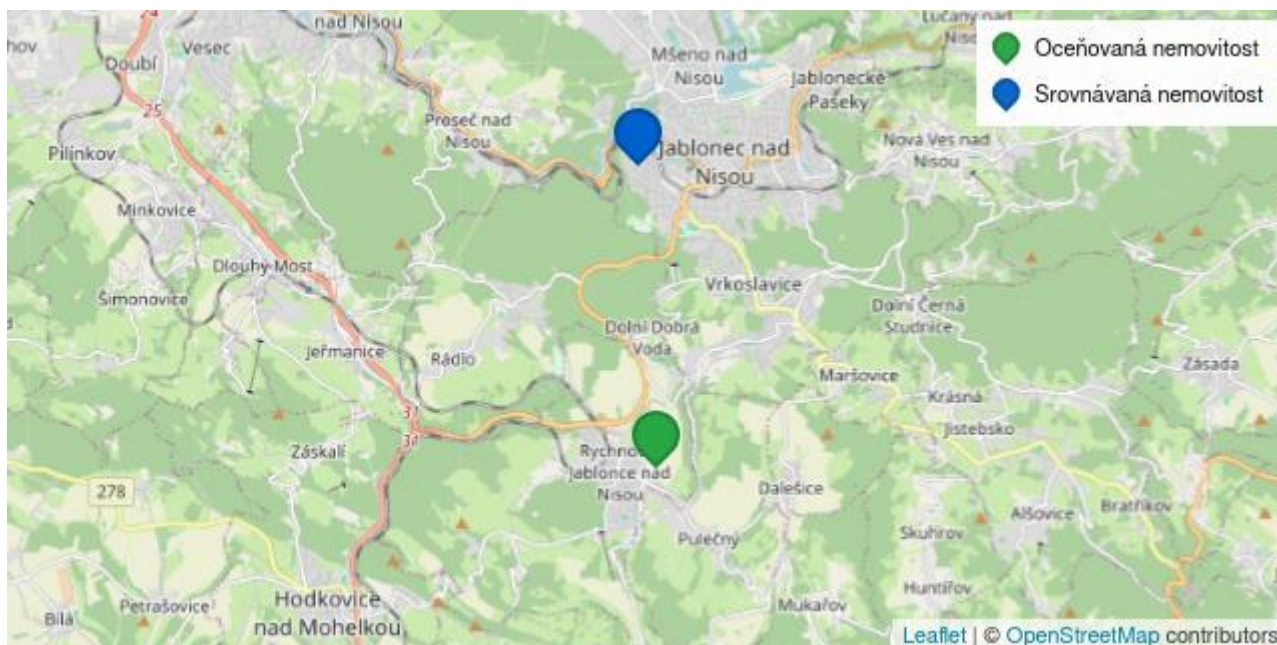 24
nad Nisou
Lučany nad
Vesec
Doubí
Mšeno nad
Nisou
Jablonecké
Paseky
25
Proseč nad
Nisou
Pilínkov
Jablonec nad
Nisou
Nová Ves nad
Nisou
Minkovice
Dlouhý Most
Šimonovice
Vrkoslavice
Dolní Černá
Studnice
Dolní Dobrá
Voda
Jeřmanice
Rádlo
Maršovice
Zásada
Krásná
Jistebsko
31
31
Záskalí
Rychnov
Jablonce nad
Nisou
278
Dalešice
Bratříkov
Alšovice
Skuhrov
Pulečný
Huntířov
Hodkovice
nad Mohelkou
Petrašovice
Bílá
Mukařov
Oceňovaná nemovitost
Srovnávaná nemovitost
Leaflet | © OpenStreetMap contributors